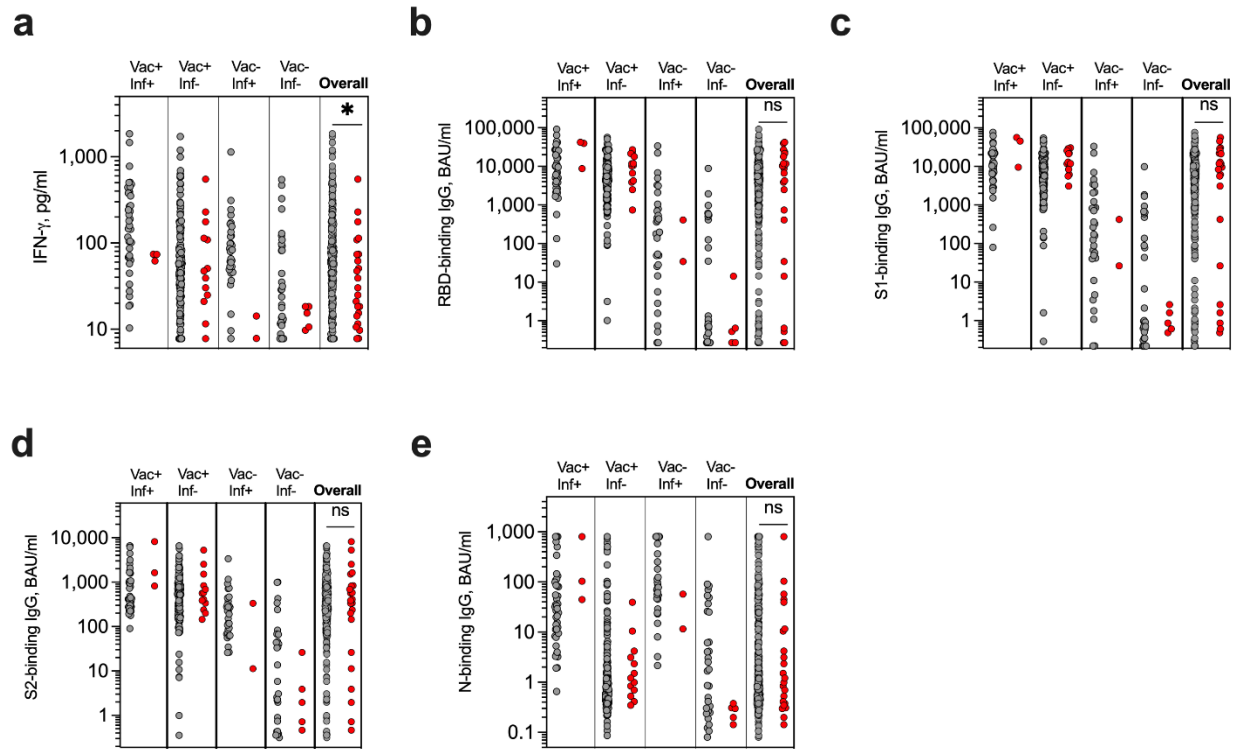 a
Vac+ Vac+ Vac- Vac-
Inf+ Inf- Inf+ Inf- Overall
*
1,000
100
10
IFN-γ, pg/ml
b
Vac+ Vac+ Vac- Vac-
Inf+ Inf- Inf+ Inf- Overall
ns
100,000
10,000
1,000
100
10
1
RBD-binding IgG, BAU/ml
c
Vac+ Vac+ Vac- Vac-
Inf+ Inf- Inf+ Inf- Overall
ns
100,000
10,000
1,000
100
10
1
S1-binding IgG, BAU/ml
d
Vac+ Vac+ Vac- Vac-
Inf+ Inf- Inf+ Inf- Overall
ns
10,000
1,000
100
10
1
S2-binding IgG, BAU/ml
e
Vac+ Vac+ Vac- Vac-
Inf+ Inf- Inf+ Inf- Overall
ns
1,000
100
10
1
0.1
N-binding IgG, BAU/ml